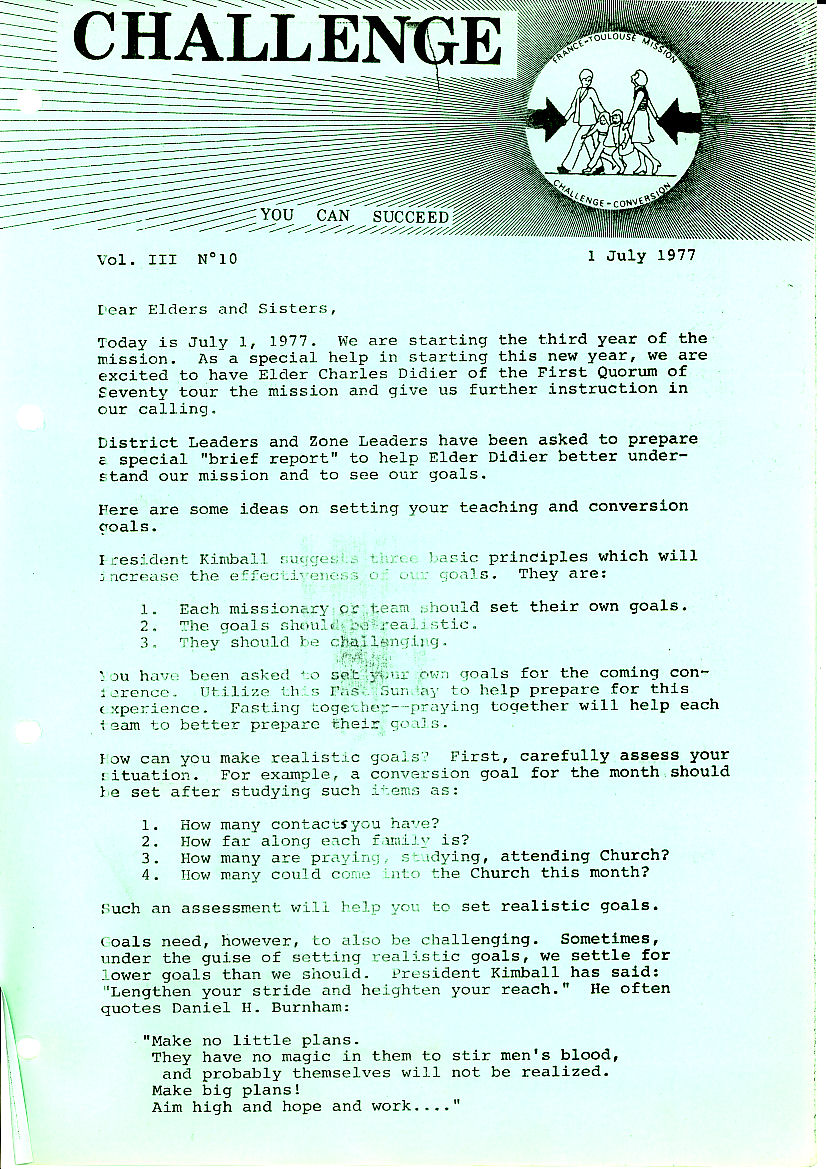 CHALLENGE
FRANCE-TOULOUSE MISSION
CHALLENGE-CONVERSION
YOU CAN SUCCEED
Vol. III N°10
1 July 1977
Dear Elders and Sisters,
Today is July 1, 1977. We are starting the third year of the
mission. As a special help in starting this new year, we are
excited to have Elder Charles Didier of the First Quorum of
Seventy tour the mission and give us further instruction in
our calling.
District Leaders and Zone Leaders have been asked to prepare
a special "brief report" to help Elder Didier better under-
stand our mission and to see our goals.
Here are some ideas on setting your teaching and conversion
goals.
President Kimball suggests three basic principles which will
increase the effectiveness of our goals. They are:
1. Each missionary or team should set their own goals.
2. The goals should be realistic.
3. They should be challenging.
You have been asked to set your own goals for the coming con-
ference. Utilize this Fast Sunday to help prepare for this
experience. Fasting together--praying together will help each
team to better prepare their goals.
How can you make realistic goals? First, carefully assess your
situation. For example, a conversion goal for the month should
be set after studying such items as:
1. How many contacts you have?
2. How far along each family is?
3. How many are praying, studying, attending Church?
4. How many could come into the Church this month?
Such an assessment will help you to set realistic goals.
Goals need, however, to also be challenging. Sometimes,
under the guise of setting realistic goals, we settle for
lower goals than we should. President Kimball has said:
"Lengthen your stride and heighten your reach." He often
quotes Daniel H. Burnham:
"Make no little plans.
They have no magic in them to stir men's blood,
and probably themselves will not be realized.
Make big plans!
Aim high and hope and work...."